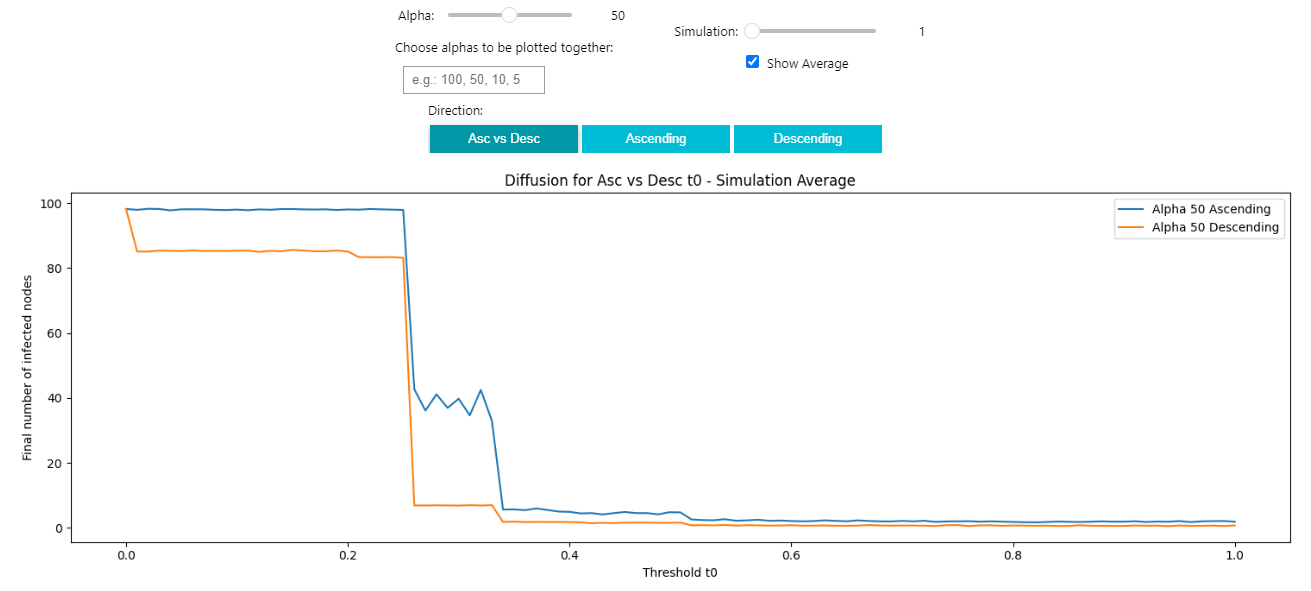 Alpha: 50
Simulation: 1
Choose alphas to be plotted together:
Show Average
e.g.: 100, 50, 10, 5
Direction:
Asc vs Desc Ascending Descending
Diffusion for Asc vs Desc t0 - Simulation Average
Alpha 50 Ascending
Alpha 50 Descending
Final number of infected nodes
100
80
60
40
20
0
0.0 0.2 0.4 0.6 0.8 1.0
Threshold t0